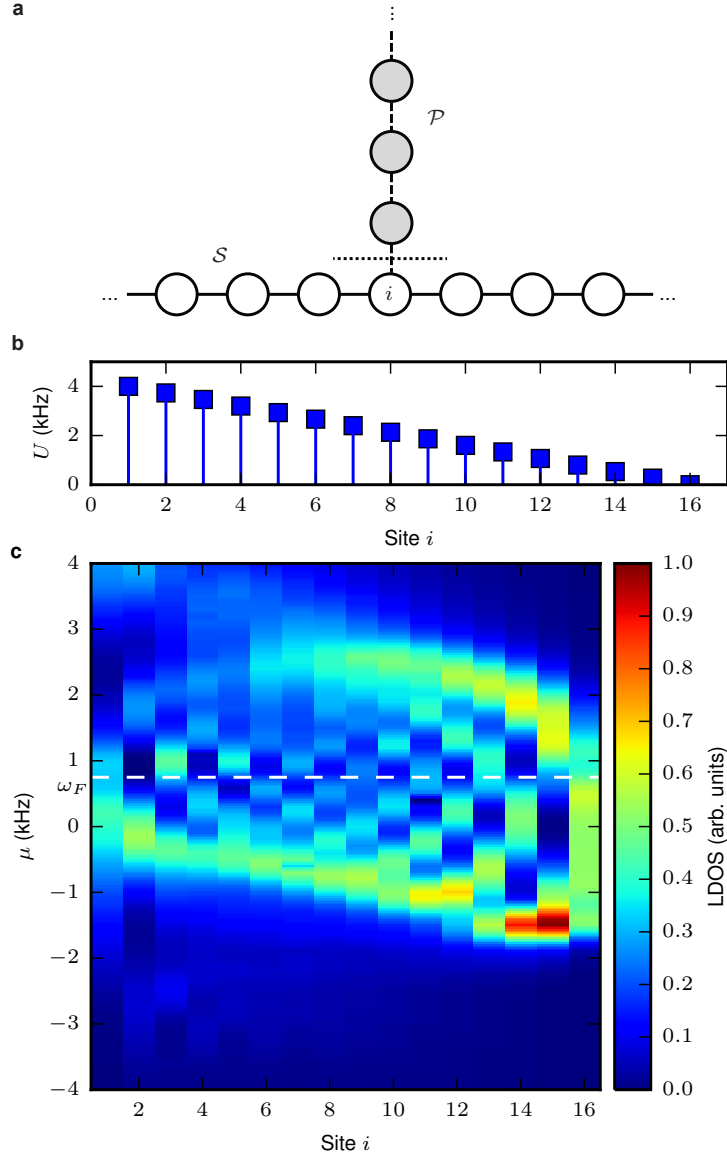 a
...
𝒫
𝒮
... i ...
b
U (kHz)
4
2
0
0 2 4 6 8 10 12 14 16
Site i
c
μ (kHz)
4
3
2
1
ω_F
0
−1
−2
−3
−4
2 4 6 8 10 12 14 16
Site i
1.0
0.9
0.8
0.7
0.6
0.5
0.4
0.3
0.2
0.1
0.0
LDOS (arb. units)